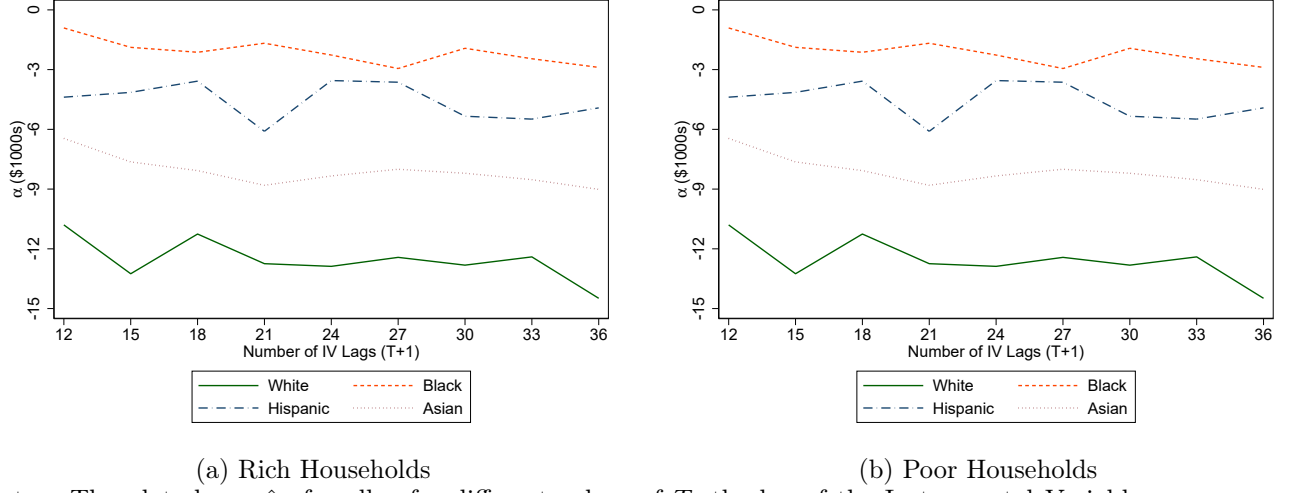 0
-3
-6
-9
-12
-15
α ($1000s)
12 15 18 21 24 27 30 33 36
Number of IV Lags (T+1)
White Black
Hispanic Asian
(a) Rich Households
0
-3
-6
-9
-12
-15
α ($1000s)
12 15 18 21 24 27 30 33 36
Number of IV Lags (T+1)
White Black
Hispanic Asian
(b) Poor Households